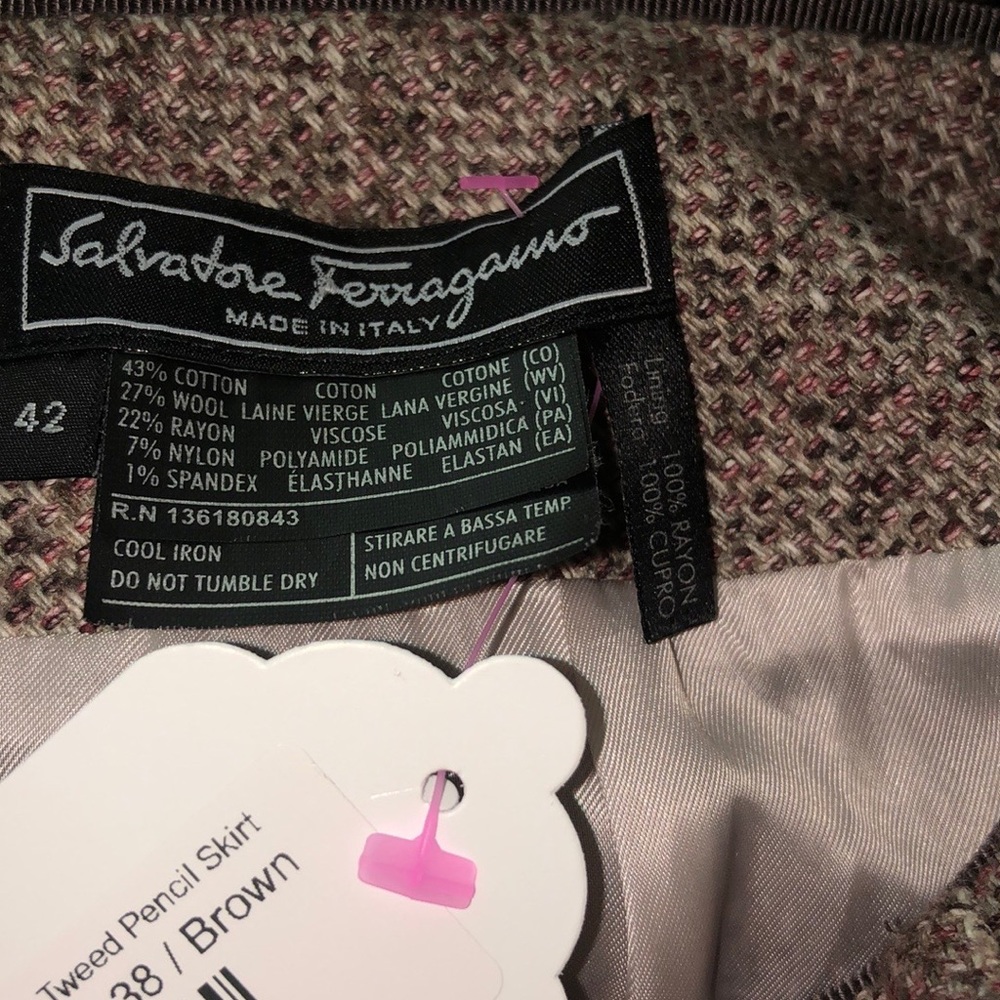 Salvatore Ferragamo
MADE IN ITALY
42
43% COTTON COTON COTONE (CO)
27% WOOL LAINE VIERGE LANA VERGINE (WV)
22% RAYON VISCOSE VISCOSA (VI)
7% NYLON POLYAMIDE POLIAMMIDICA (PA)
1% SPANDEX ÉLASTHANNE ELASTAN (EA)
R.N 136180843
COOL IRON
DO NOT TUMBLE DRY
STIRARE A BASSA TEMP.
NON CENTRIFUGARE
Lining 100% RAYON
Fodera 100% CUPRO
Tweed Pencil Skirt
38 / Brown